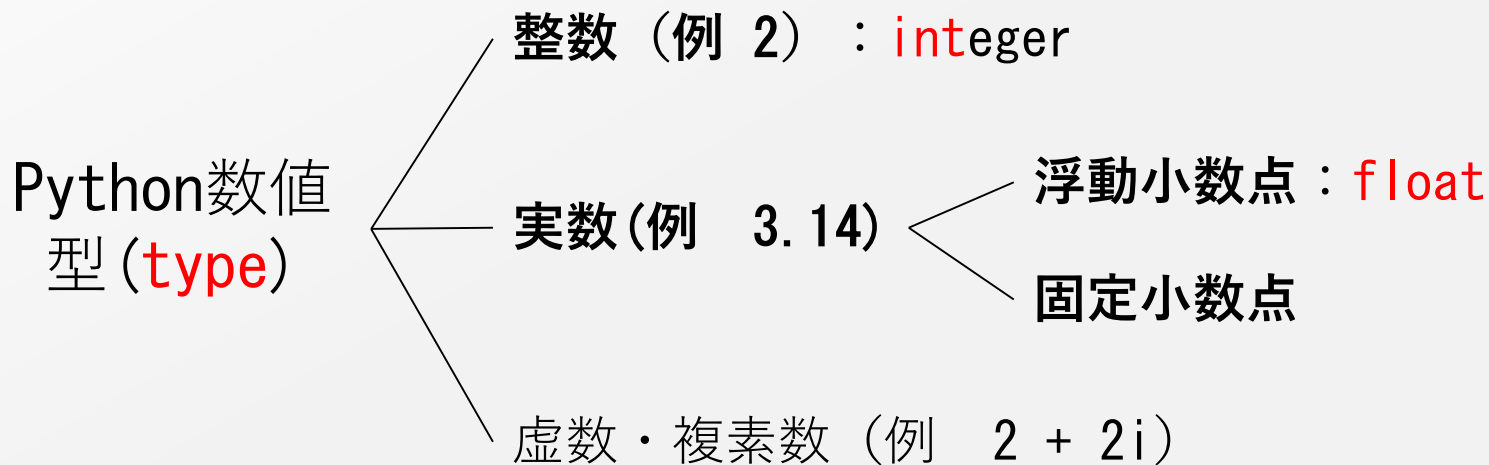 整数（例 2）：integer
Python数値
型(type)
実数(例　3.14)
浮動小数点：float
固定小数点
虚数・複素数（例　2 + 2i）